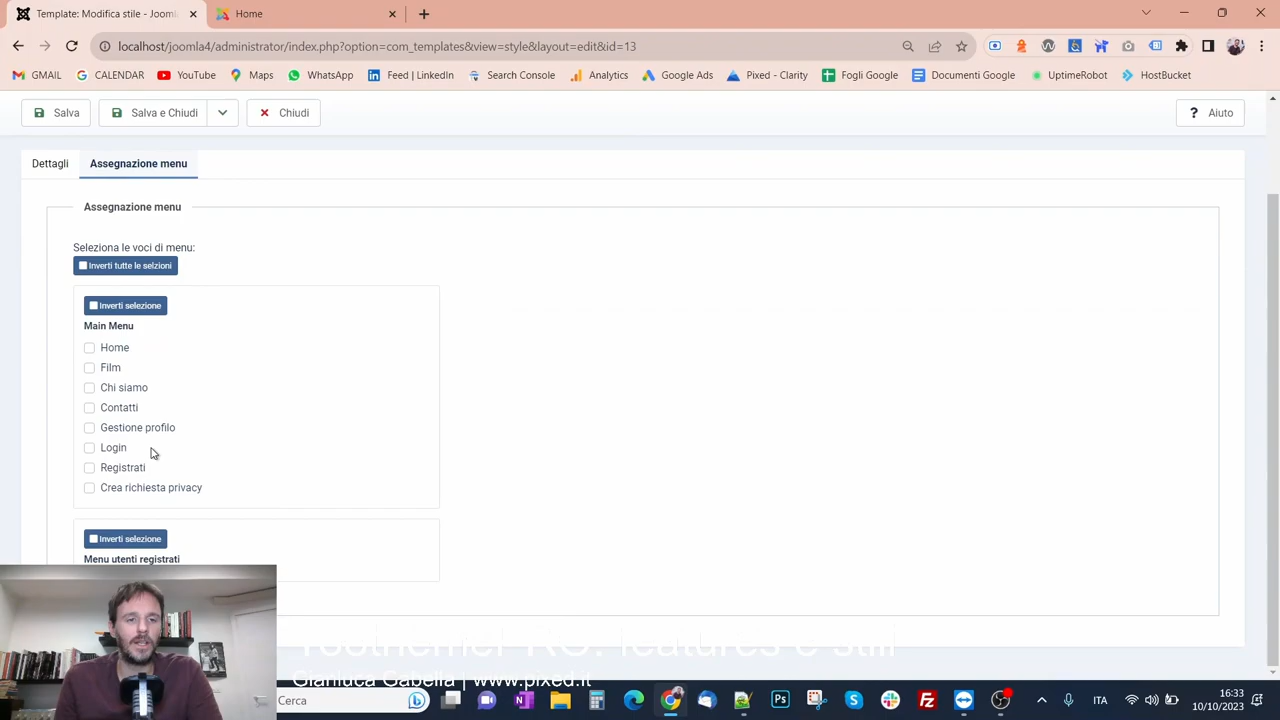 Template: Modifica stile - Joomla
Home
localhost/joomla4/administrator/index.php?option=com_templates&view=style&layout=edit&id=13
GMAIL
CALENDAR
YouTube
Maps
WhatsApp
Feed | LinkedIn
Search Console
Analytics
Google Ads
Pixed - Clarity
Fogli Google
Documenti Google
UptimeRobot
HostBucket
Salva
Salva e Chiudi
Chiudi
Aiuto
Dettagli
Assegnazione menu
Assegnazione menu
Seleziona le voci di menu:
Inverti tutte le selzioni
Inverti selezione
Main Menu
Home
Film
Chi siamo
Contatti
Gestione profilo
Login
Registrati
Crea richiesta privacy
Inverti selezione
Menu utenti registrati
features e stili
Gianluca Gabella | www.pixed.it
Cerca
ITA
16:33
10/10/2023